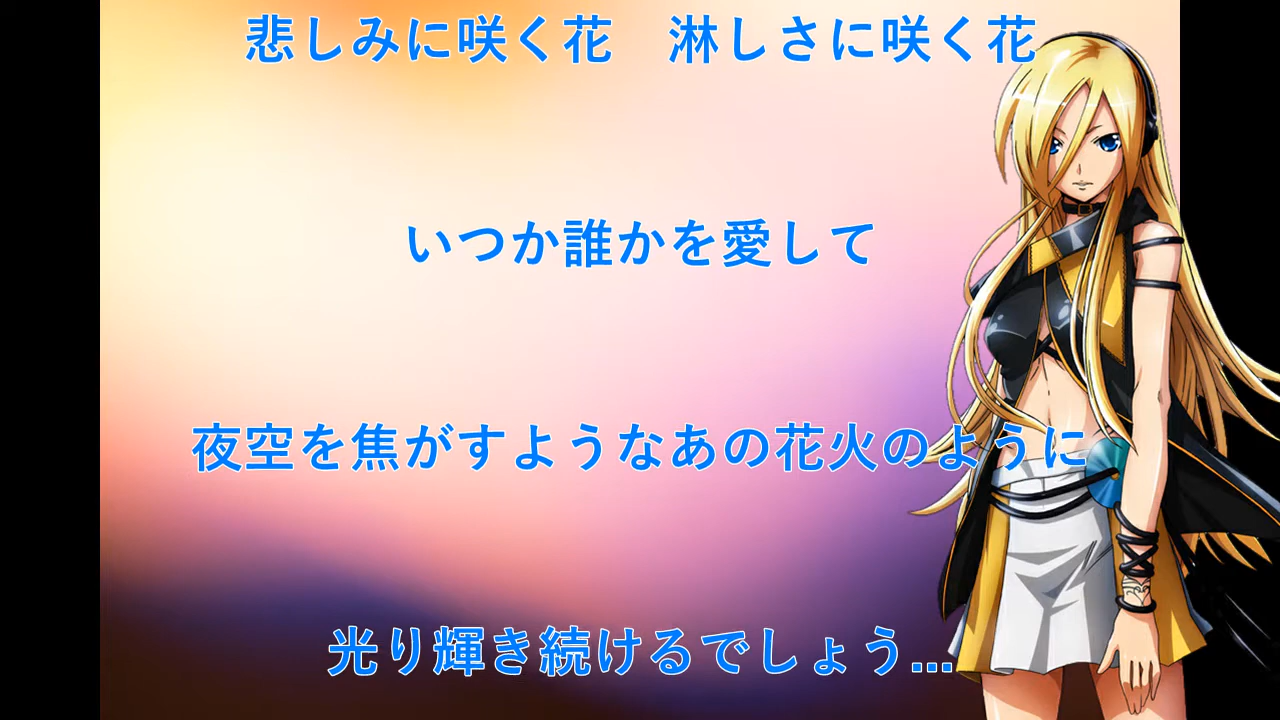 悲しみに咲く花　淋しさに咲く花
いつか誰かを愛して
夜空を焦がすようなあの花火のように
光り輝き続けるでしょう...